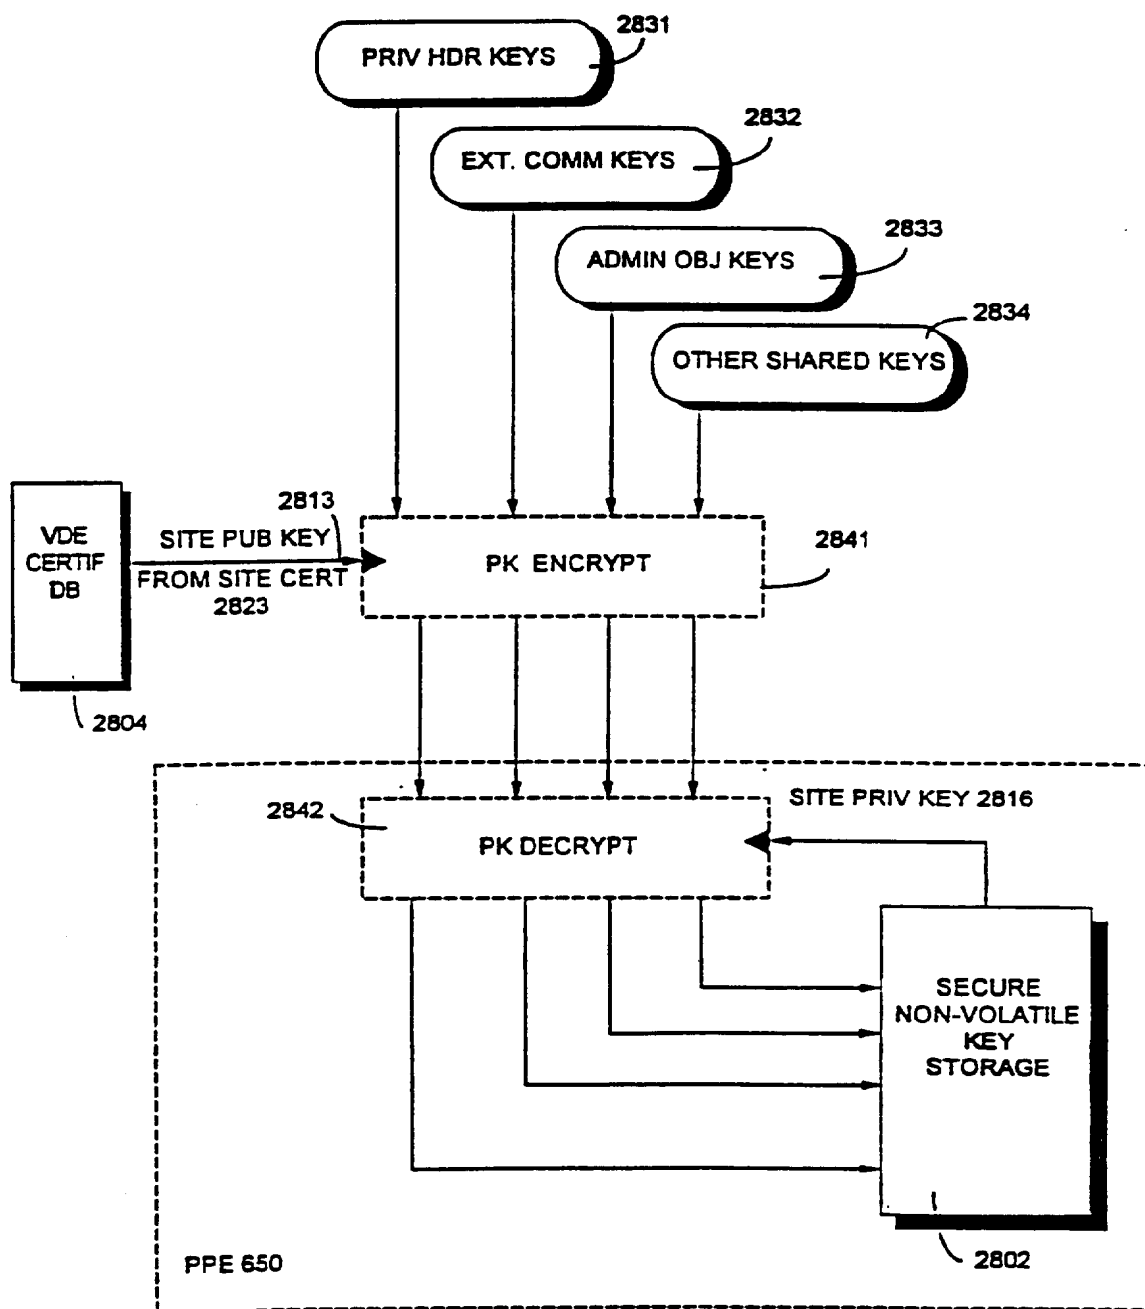 2831
PRIV HDR KEYS
2832
EXT. COMM KEYS
2833
ADMIN OBJ KEYS
2834
OTHER SHARED KEYS
2813
VDE
CERTIF
DB
SITE PUB KEY
FROM SITE CERT
2823
PK ENCRYPT
2841
2804
SITE PRIV KEY 2816
2842
PK DECRYPT
SECURE
NON-VOLATILE
KEY
STORAGE
2802
PPE 650